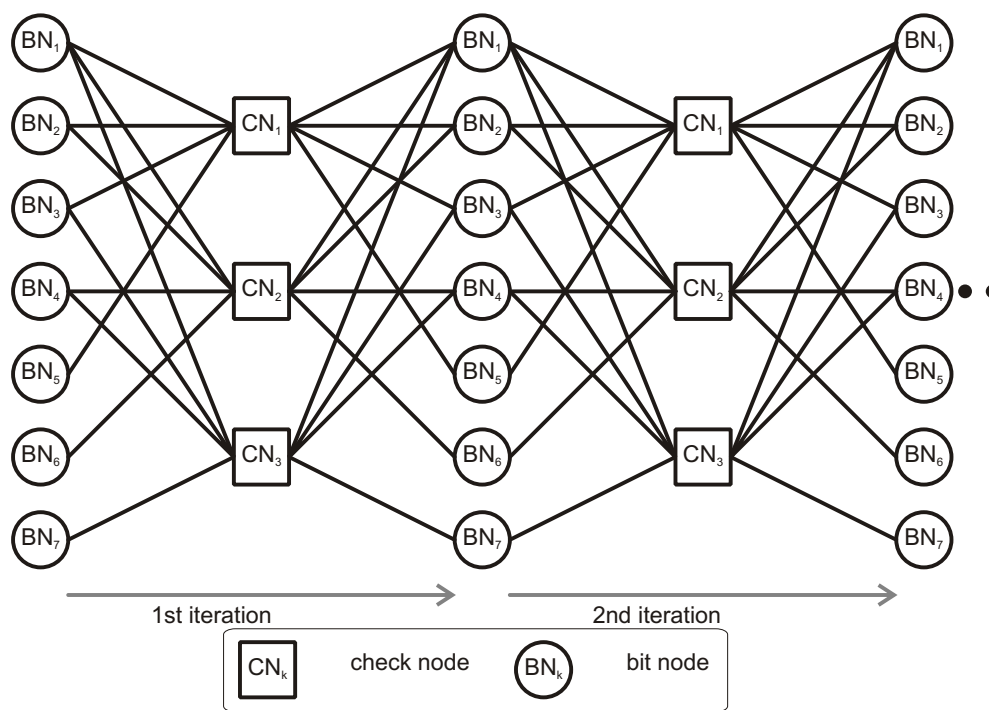 BN₁ BN₁ BN₁
BN₂ CN₁ BN₂ CN₁ BN₂
BN₃ BN₃ BN₃
BN₄ CN₂ BN₄ CN₂ BN₄
BN₅ BN₅ BN₅
BN₆ CN₃ BN₆ CN₃ BN₆
BN₇ BN₇ BN₇
1st iteration 2nd iteration
CNₖ check node BNₖ bit node